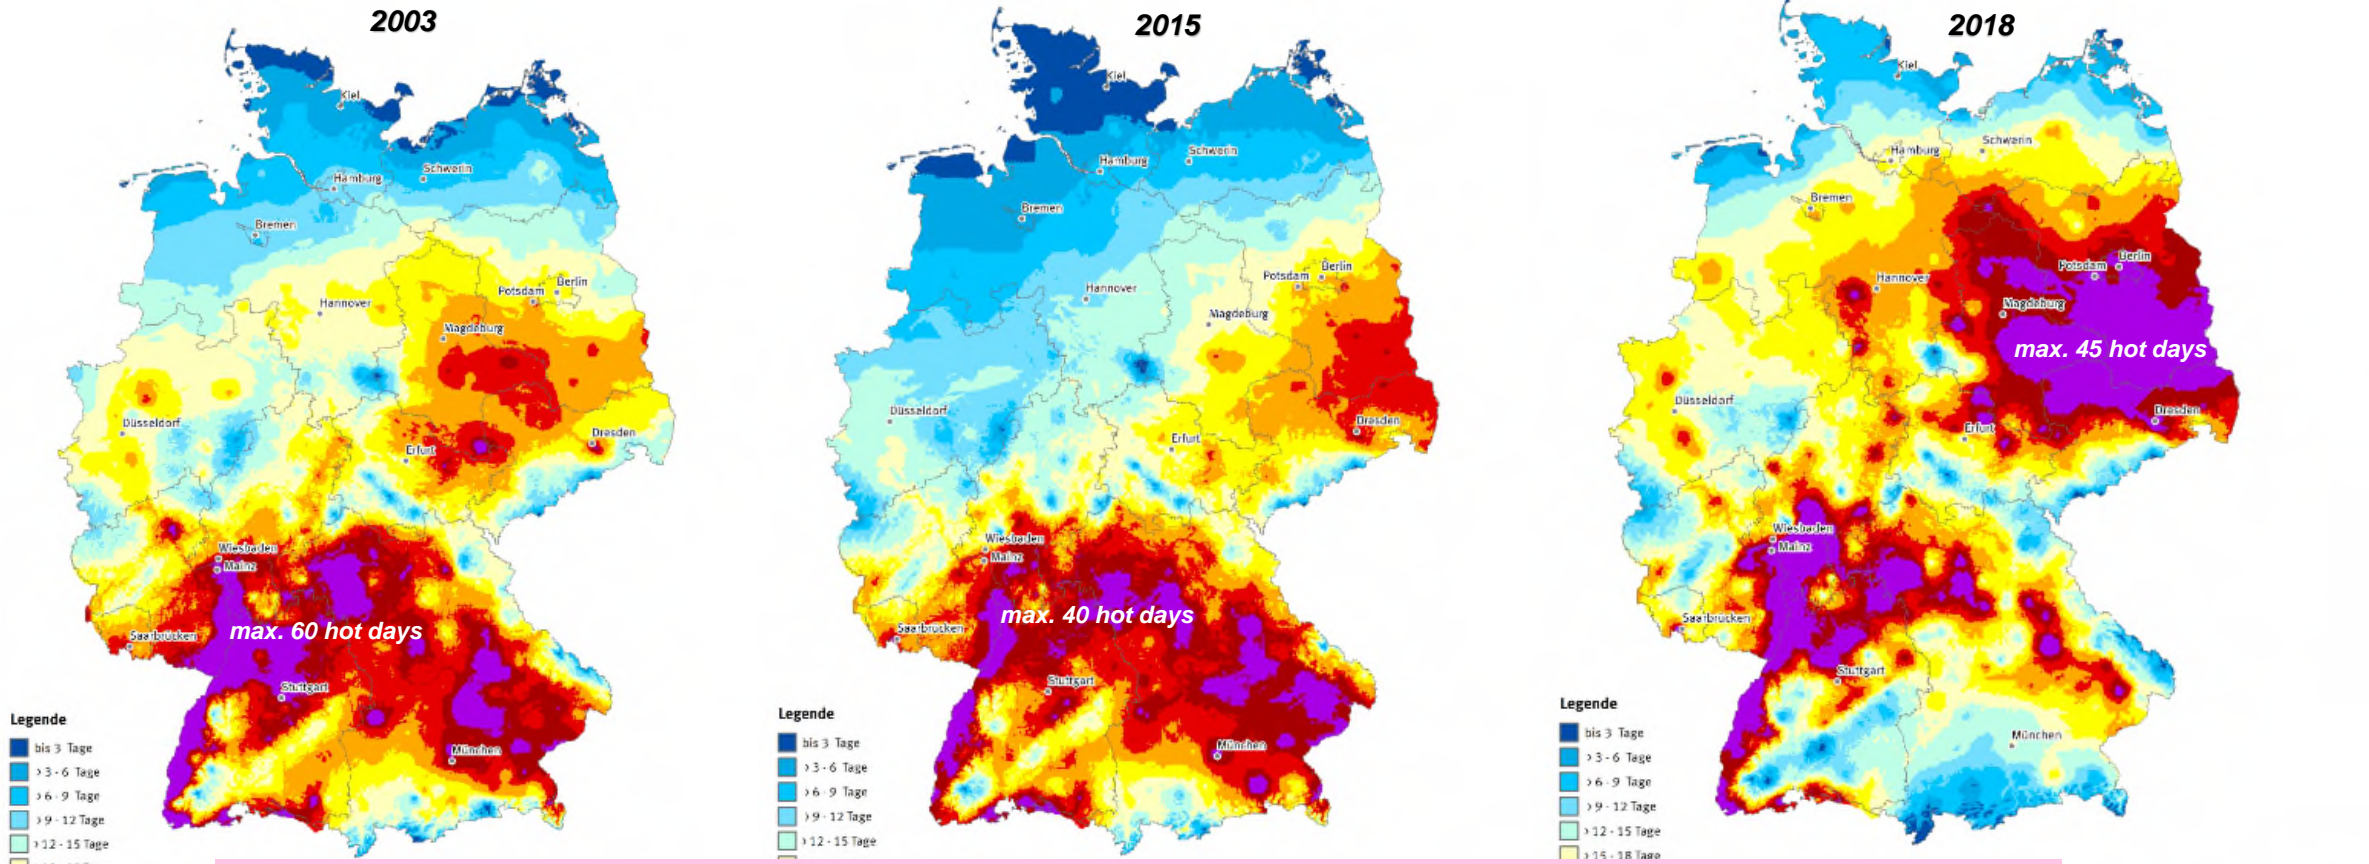 2003
Kiel
Schwerin
Hamburg
Bremen
Berlin
Potsdam
Hannover
Magdeburg
Düsseldorf
Dresden
Erfurt
Wiesbaden
Mainz
max. 60 hot days
Saarbrücken
Stuttgart
München
Legende
bis 3 Tage
> 3 - 6 Tage
> 6 - 9 Tage
> 9 - 12 Tage
> 12 - 15 Tage
2015
Kiel
Schwerin
Hamburg
Bremen
Berlin
Potsdam
Hannover
Magdeburg
Düsseldorf
Dresden
Erfurt
Wiesbaden
Mainz
max. 40 hot days
Saarbrücken
Stuttgart
München
Legende
bis 3 Tage
> 3 - 6 Tage
> 6 - 9 Tage
> 9 - 12 Tage
> 12 - 15 Tage
2018
Kiel
Schwerin
Hamburg
Bremen
Berlin
Potsdam
Hannover
Magdeburg
max. 45 hot days
Düsseldorf
Dresden
Erfurt
Wiesbaden
Mainz
Saarbrücken
Stuttgart
München
Legende
bis 3 Tage
> 3 - 6 Tage
> 6 - 9 Tage
> 9 - 12 Tage
> 12 - 15 Tage
> 15 - 18 Tage